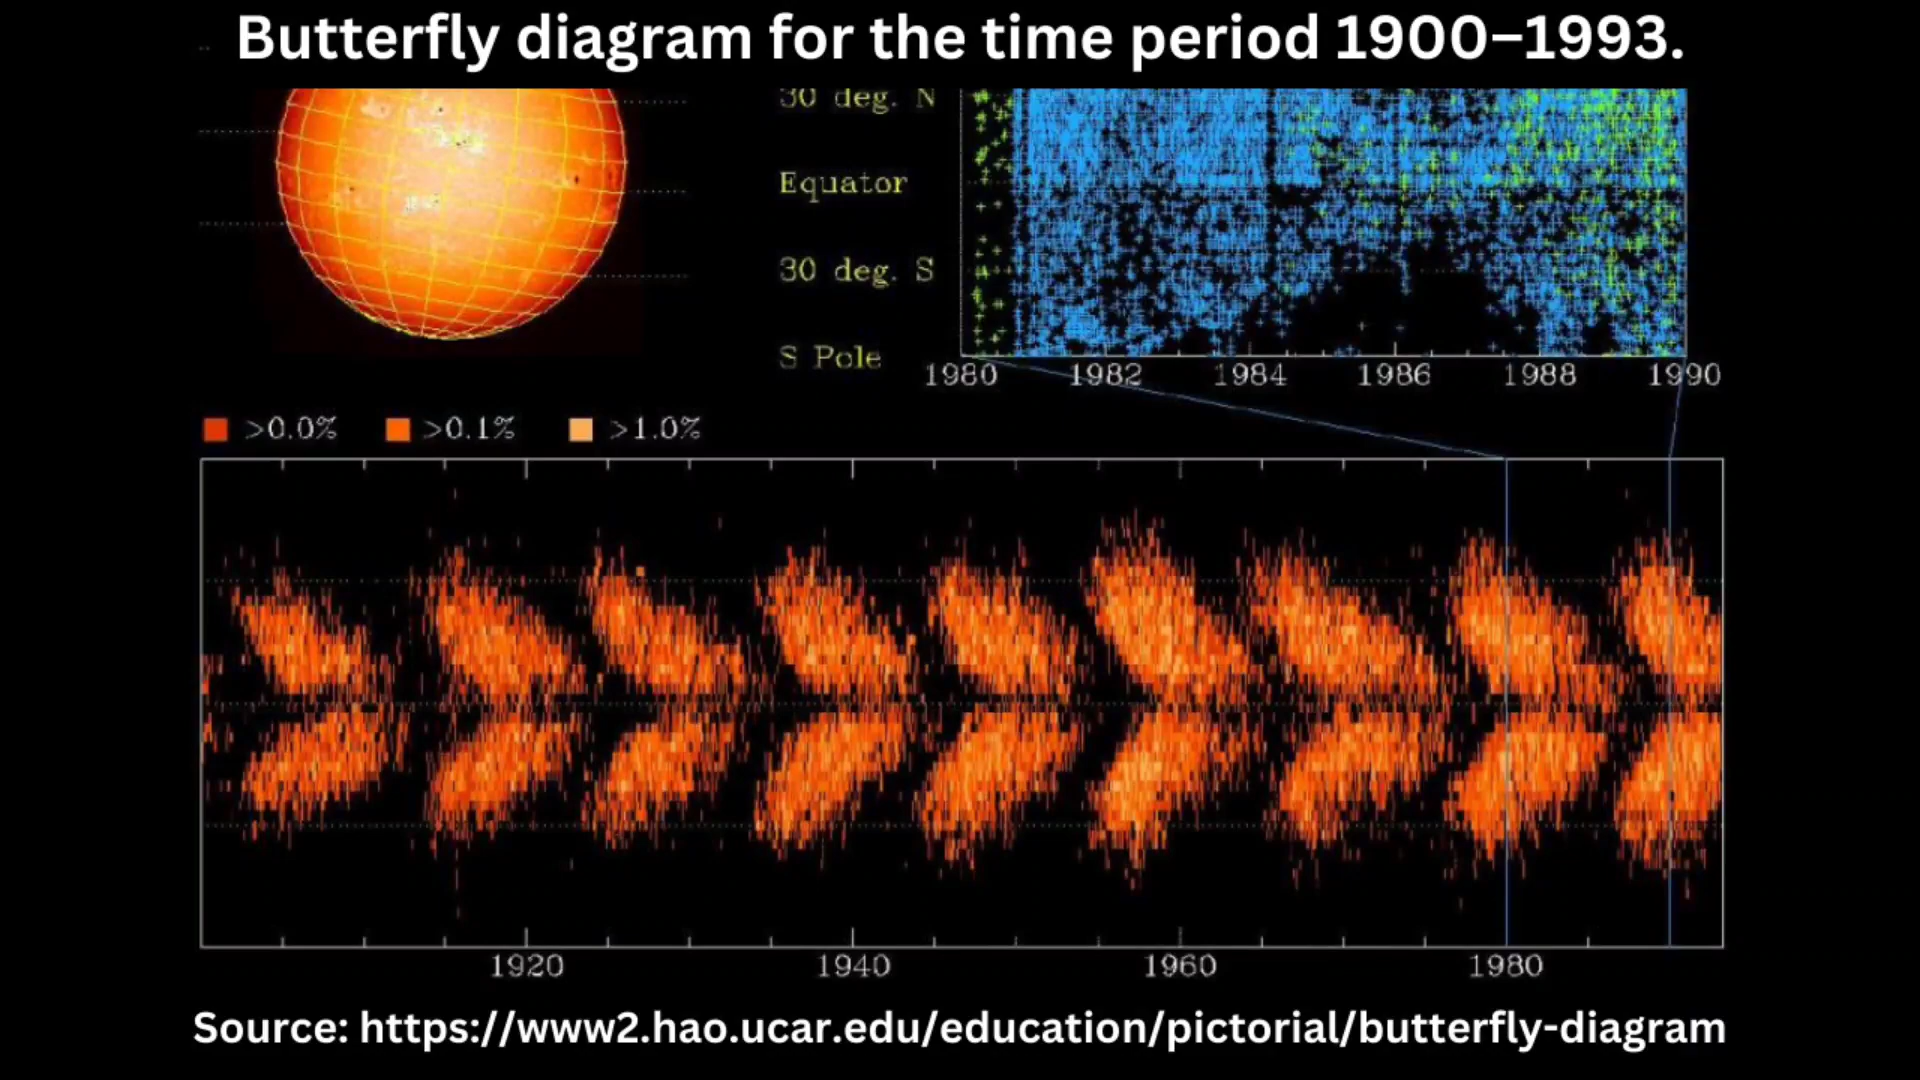 Butterfly diagram for the time period 1900–1993.
30 deg. N
Equator
30 deg. S
S Pole
1980 1982 1984 1986 1988 1990
>0.0% >0.1% >1.0%
1920 1940 1960 1980
Source: https://www2.hao.ucar.edu/education/pictorial/butterfly-diagram